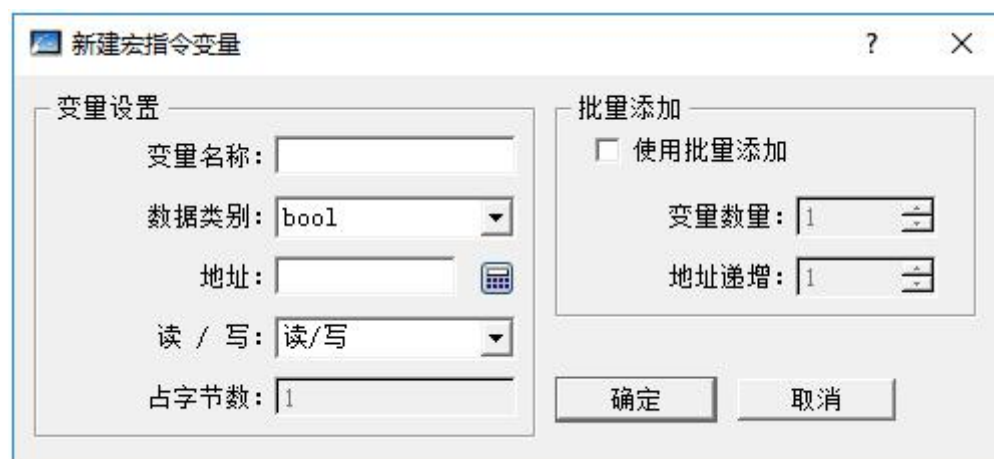 新建宏指令变量
变量设置
变量名称:
数据类别: bool
地址:
读 / 写: 读/写
占字节数: 1
批量添加
使用批量添加
变量数量: 1
地址递增: 1
确定
取消